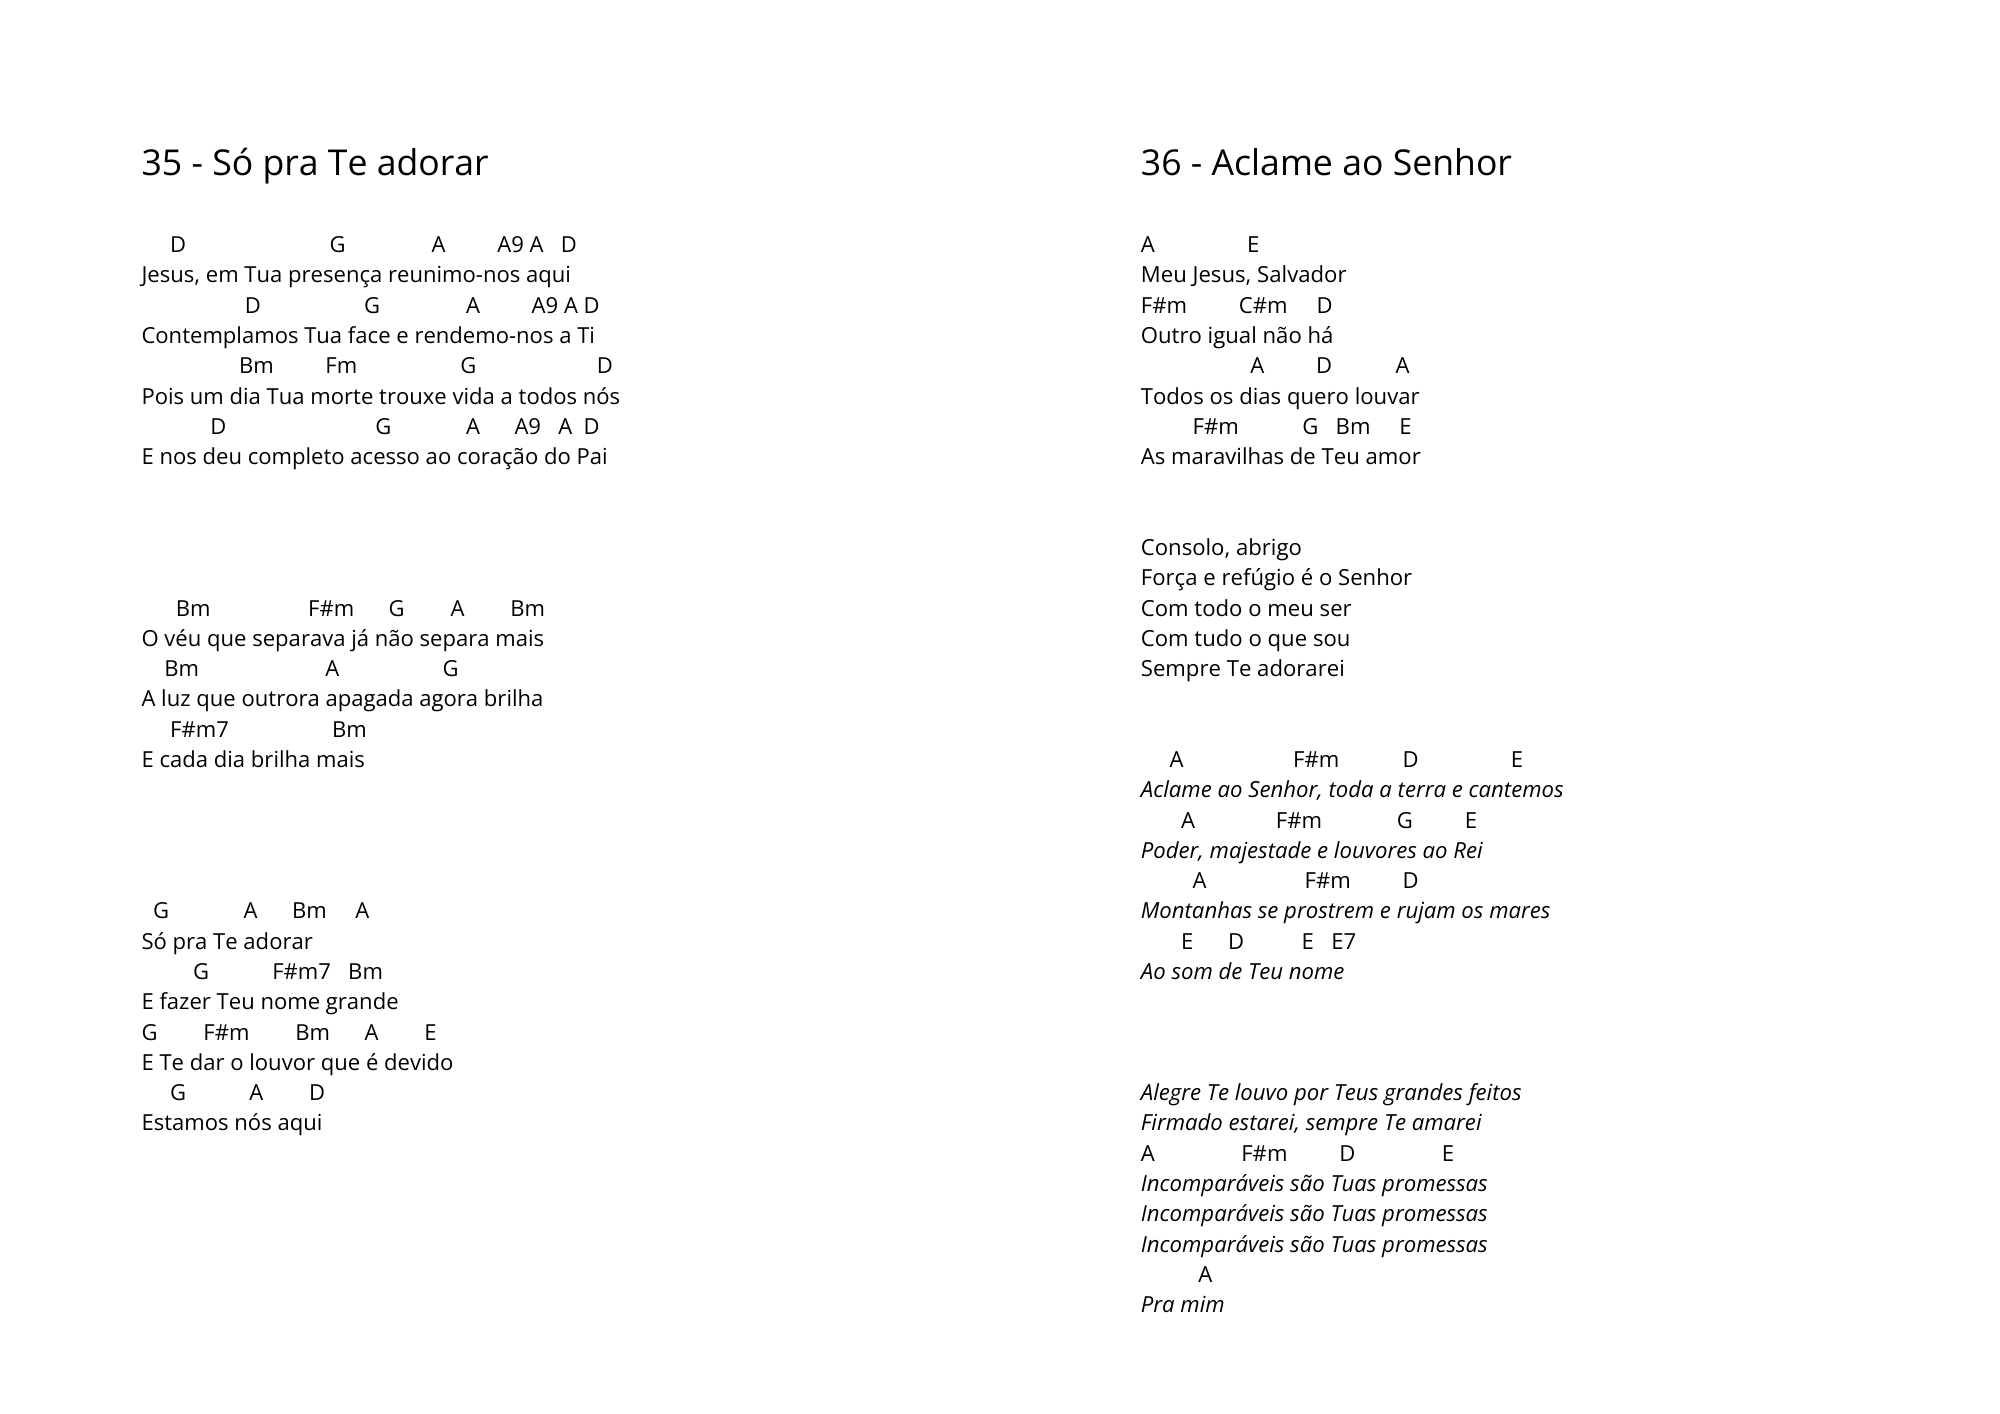 35 - Só pra Te adorar
D G A A9 A D
Jesus, em Tua presença reunimo-nos aqui
D G A A9 A D
Contemplamos Tua face e rendemo-nos a Ti
Bm Fm G D
Pois um dia Tua morte trouxe vida a todos nós
D G A A9 A D
E nos deu completo acesso ao coração do Pai
Bm F#m G A Bm
O véu que separava já não separa mais
Bm A G
A luz que outrora apagada agora brilha
F#m7 Bm
E cada dia brilha mais
G A Bm A
Só pra Te adorar
G F#m7 Bm
E fazer Teu nome grande
G F#m Bm A E
E Te dar o louvor que é devido
G A D
Estamos nós aqui
36 - Aclame ao Senhor
A E
Meu Jesus, Salvador
F#m C#m D
Outro igual não há
A D A
Todos os dias quero louvar
F#m G Bm E
As maravilhas de Teu amor
Consolo, abrigo
Força e refúgio é o Senhor
Com todo o meu ser
Com tudo o que sou
Sempre Te adorarei
A F#m D E
Aclame ao Senhor, toda a terra e cantemos
A F#m G E
Poder, majestade e louvores ao Rei
A F#m D
Montanhas se prostrem e rujam os mares
E D E E7
Ao som de Teu nome
Alegre Te louvo por Teus grandes feitos
Firmado estarei, sempre Te amarei
A F#m D E
Incomparáveis são Tuas promessas
Incomparáveis são Tuas promessas
Incomparáveis são Tuas promessas
A
Pra mim